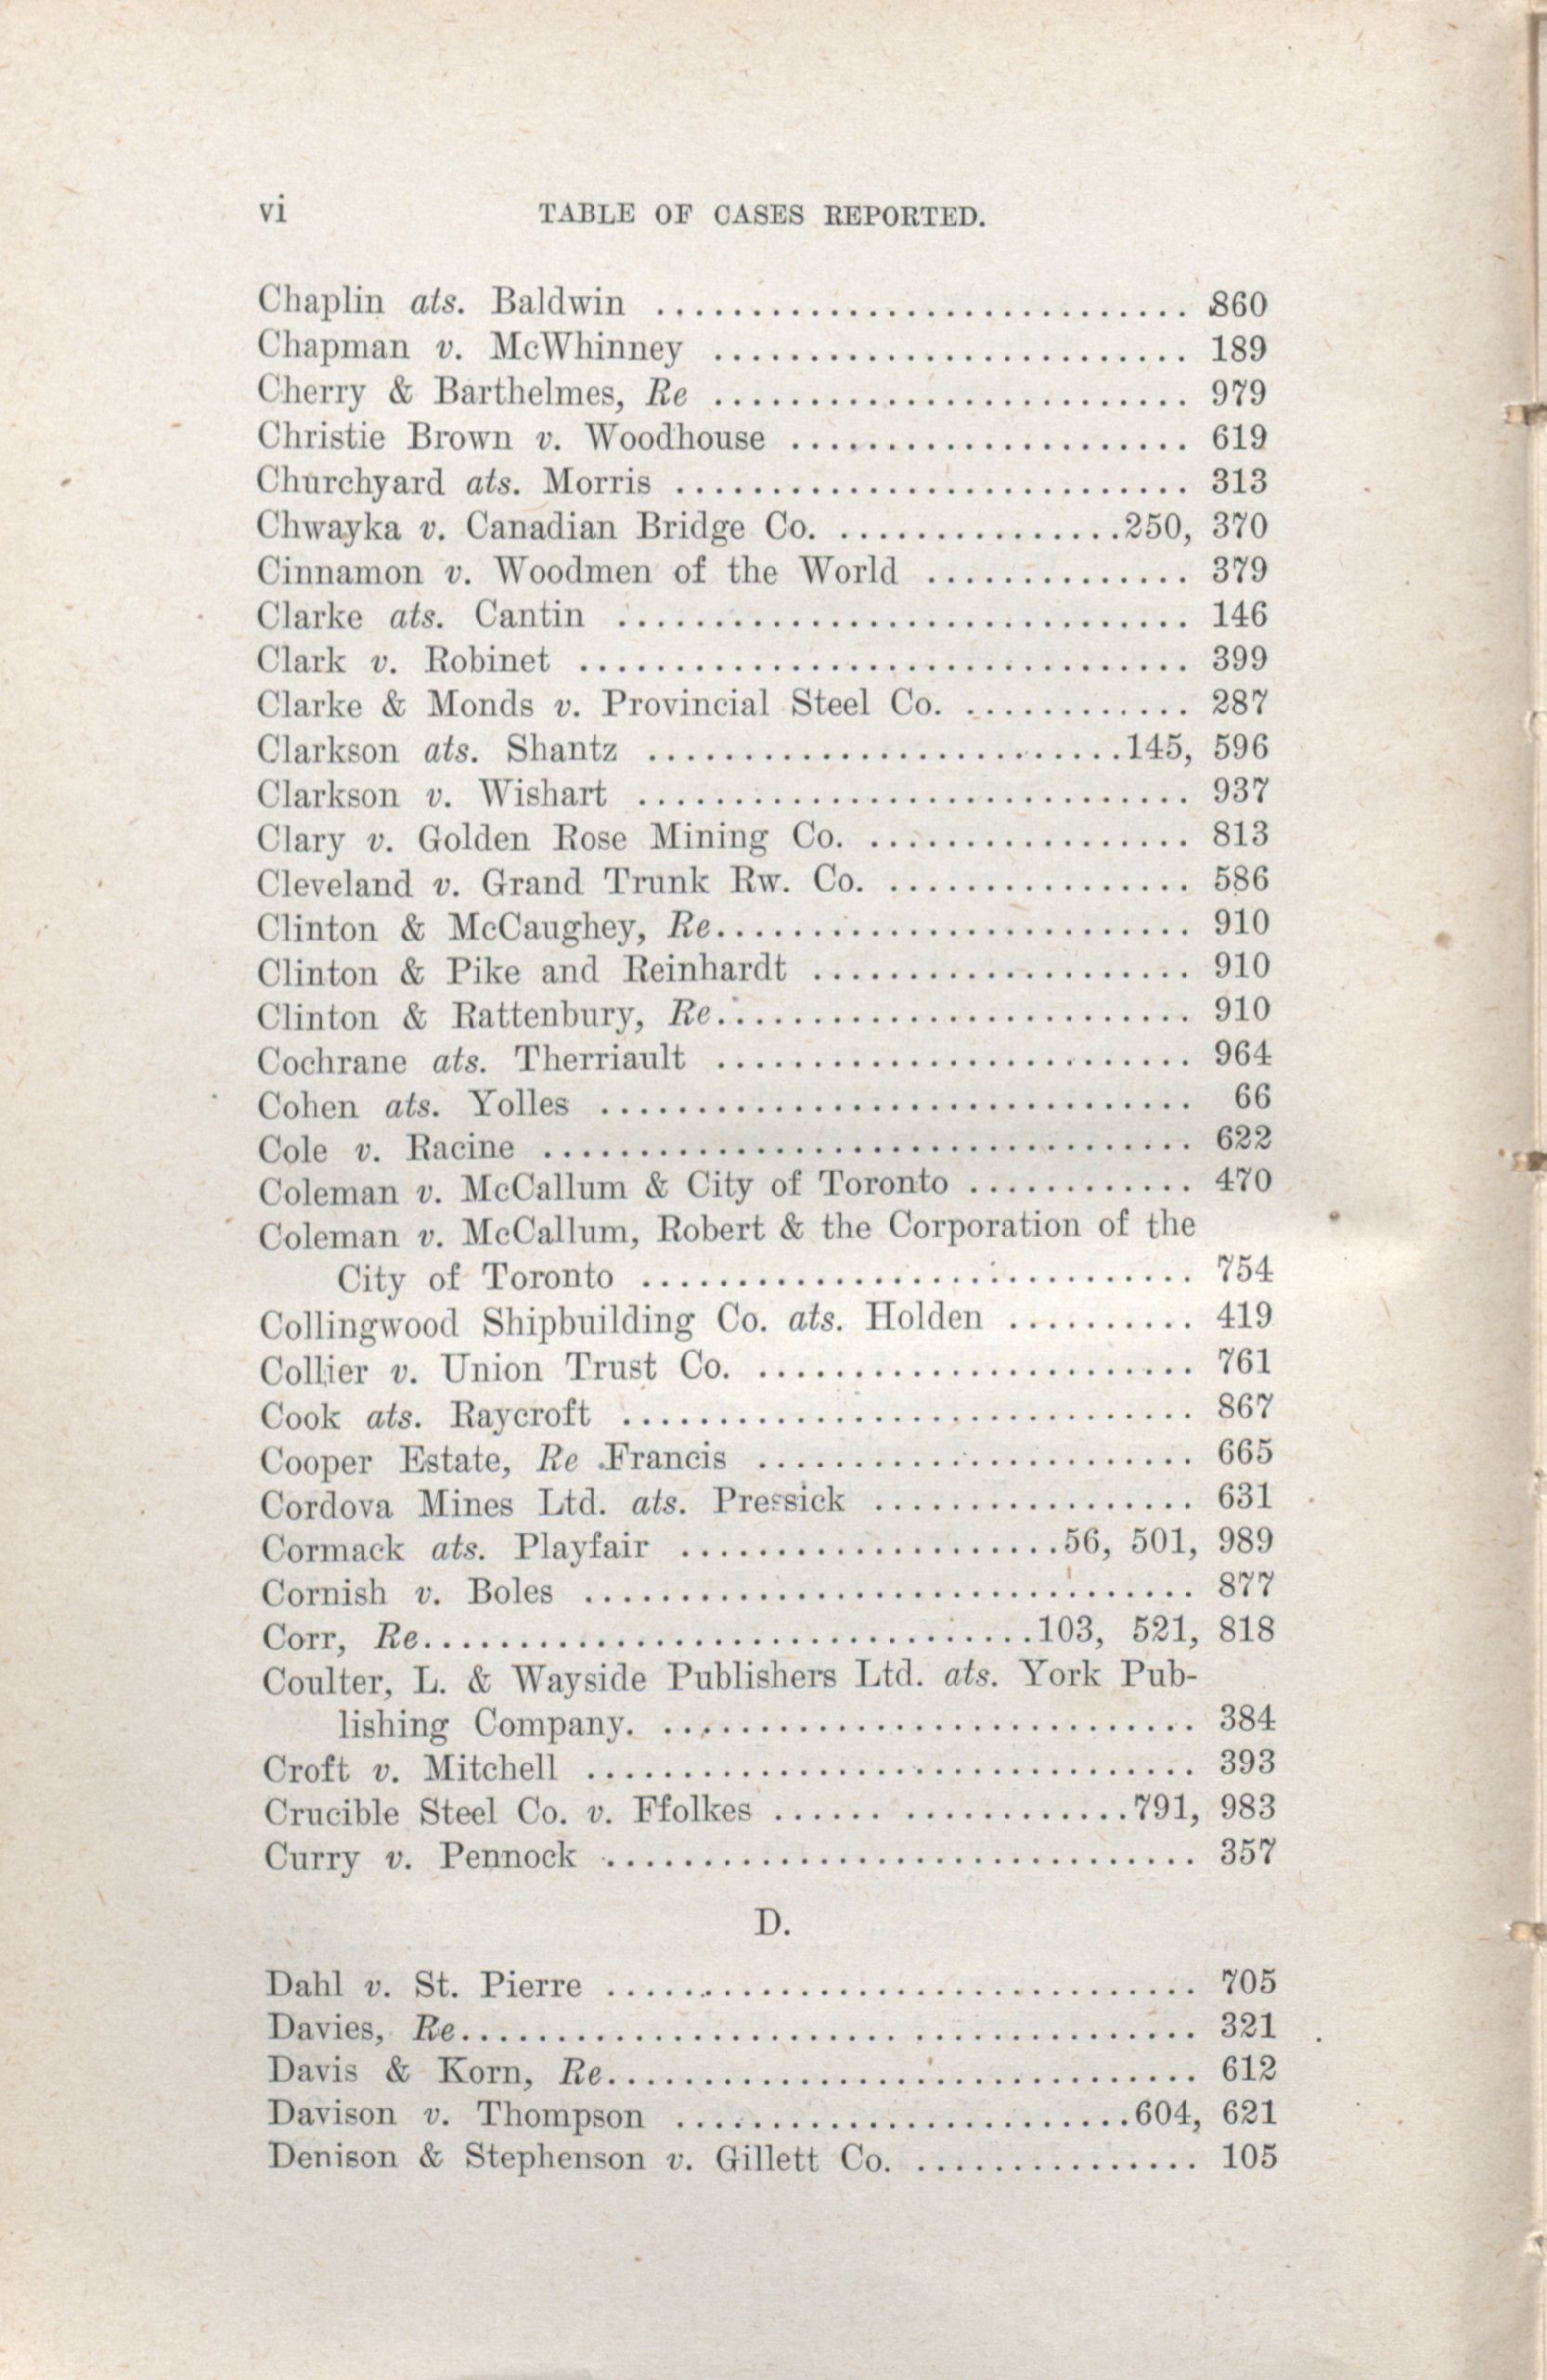 vi TABLE OF CASES REPORTED.
Chaplin ats. Baldwin ............................ 860
Chapman v. McWhinney ......................... 189
Cherry & Barthelmes, Re ......................... 979
Christie Brown v. Woodhouse ..................... 619
Churchyard ats. Morris ........................... 313
Chwayka v. Canadian Bridge Co. ...............250, 370
Cinnamon v. Woodmen of the World .............. 379
Clarke ats. Cantin .............................. 146
Clark v. Robinet ................................ 399
Clarke & Monds v. Provincial Steel Co. ............ 287
Clarkson ats. Shantz .........................145, 596
Clarkson v. Wishart ............................. 937
Clary v. Golden Rose Mining Co. ................. 813
Cleveland v. Grand Trunk Rw. Co. ................ 586
Clinton & McCaughey, Re......................... 910
Clinton & Pike and Reinhardt .................... 910
Clinton & Rattenbury, Re......................... 910
Cochrane ats. Therriault ......................... 964
Cohen ats. Yolles ............................... 66
Cole v. Racine .................................. 622
Coleman v. McCallum & City of Toronto ............ 470
Coleman v. McCallum, Robert & the Corporation of the
City of Toronto ............................. 754
Collingwood Shipbuilding Co. ats. Holden .......... 419
Collier v. Union Trust Co. ....................... 761
Cook ats. Raycroft .............................. 867
Cooper Estate, Re Francis ....................... 665
Cordova Mines Ltd. ats. Pressick ................. 631
Cormack ats. Playfair ....................56, 501, 989
Cornish v. Boles ................................ 877
Corr, Re................................103, 521, 818
Coulter, L. & Wayside Publishers Ltd. ats. York Pub-
lishing Company. ............................ 384
Croft v. Mitchell ................................ 393
Crucible Steel Co. v. Ffolkes ...... ............791, 983
Curry v. Pennock ............................... 357
D.
Dahl v. St. Pierre ............................... 705
Davies, Re....................................... 321
Davis & Korn, Re............................... 612
Davison v. Thompson ........................604, 621
Denison & Stephenson v. Gillett Co. ............... 105